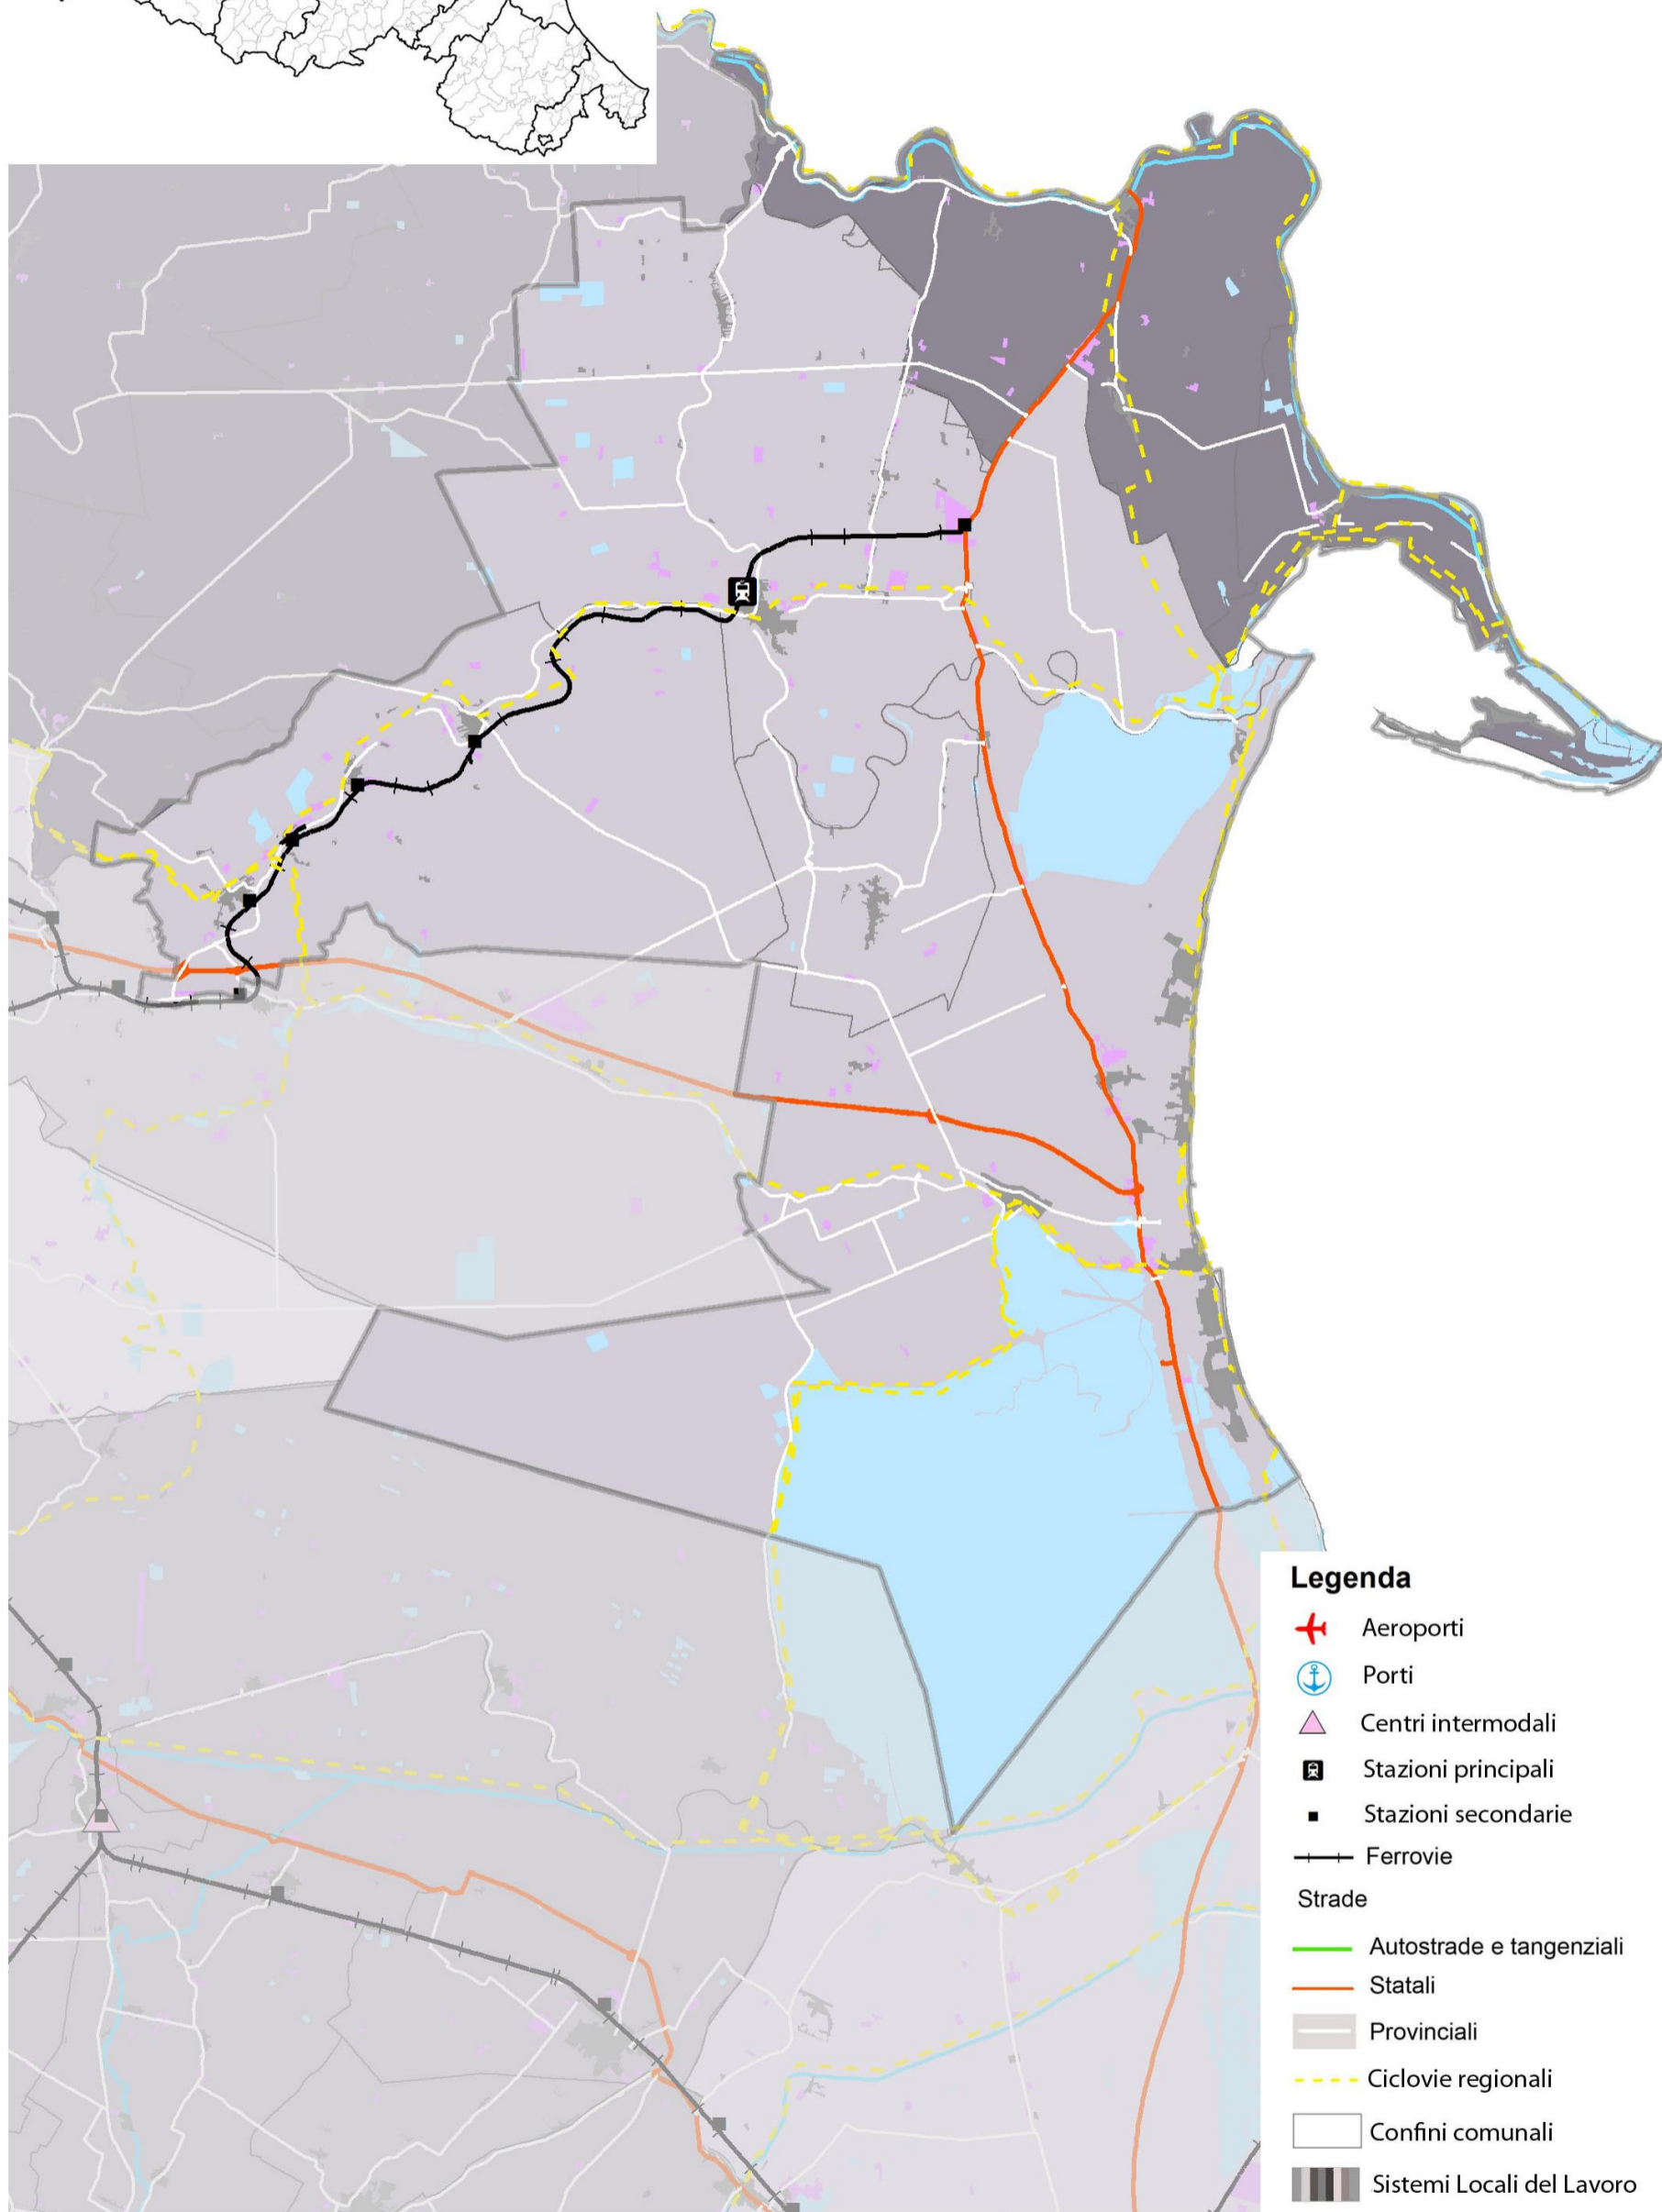 Legenda
Aeroporti
Porti
Centri intermodali
Stazioni principali
Stazioni secondarie
Ferrovie
Strade
Autostrade e tangenziali
Statali
Provinciali
Ciclovie regionali
Confini comunali
Sistemi Locali del Lavoro